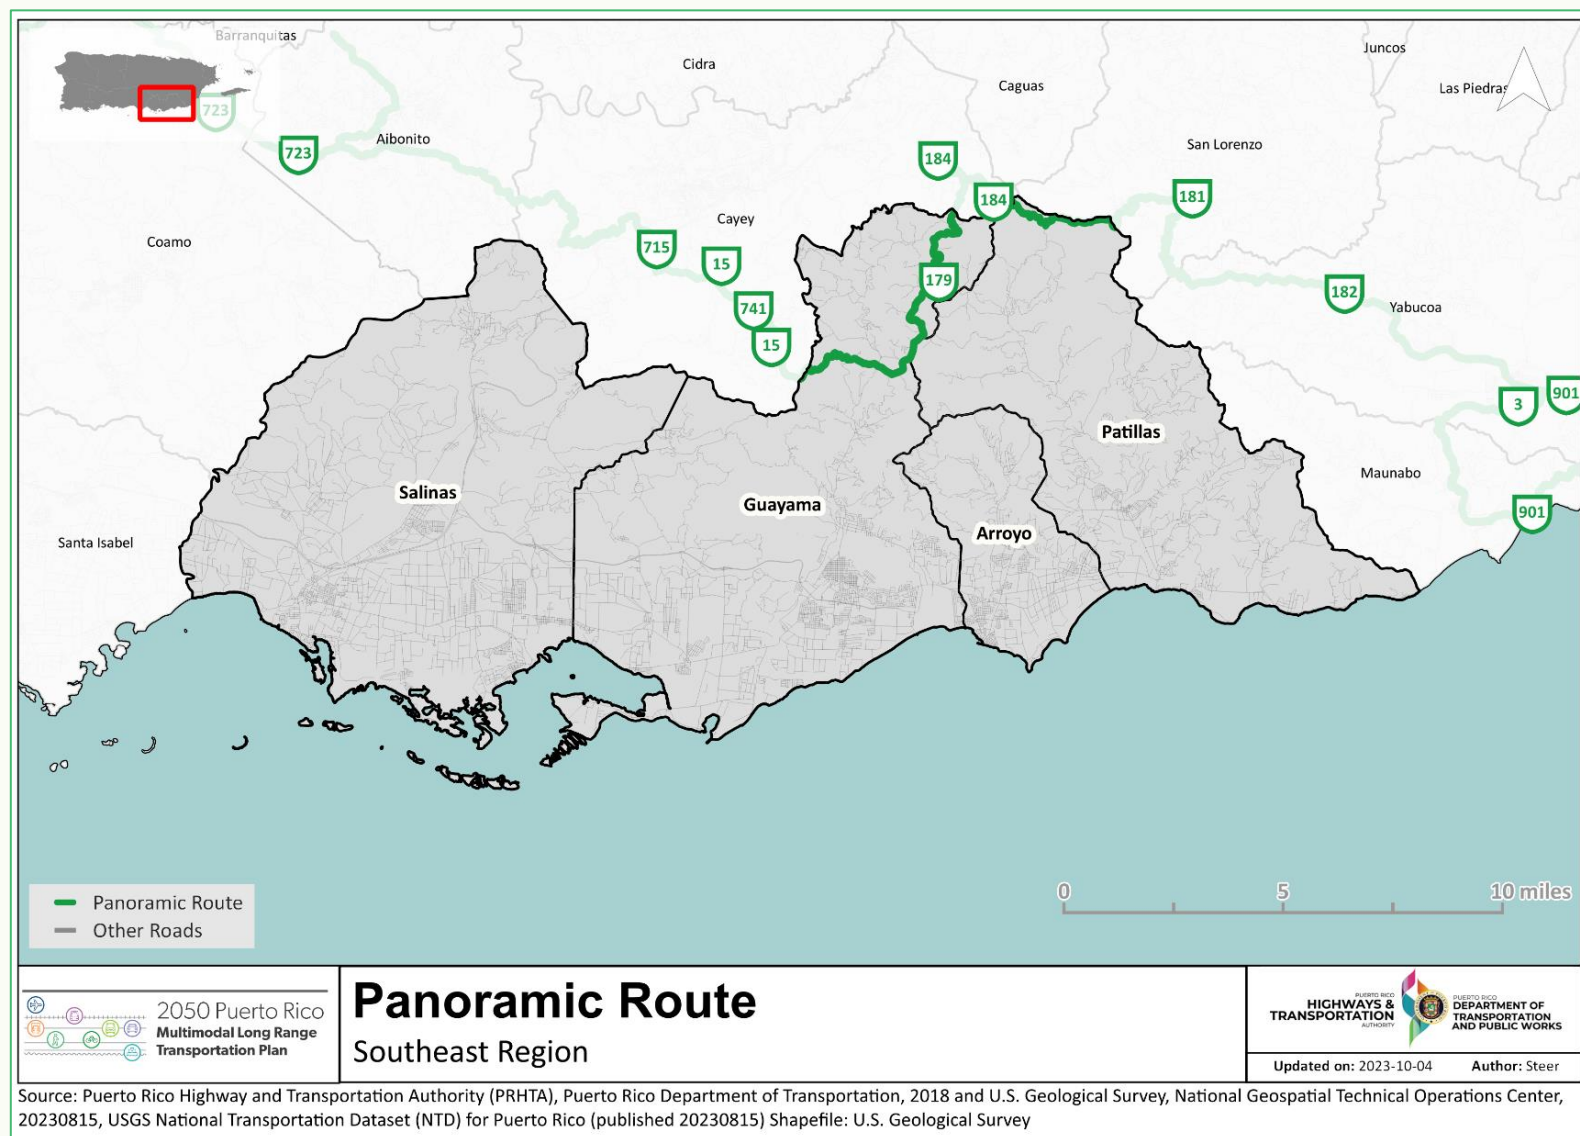 Barranquitas
Juncos
Cidra
Caguas
Las Piedras
723
Aibonito
723
San Lorenzo
184
184
181
Cayey
Coamo
715
15
179
741
182
Yabucoa
15
3
901
Patillas
Maunabo
Salinas
Guayama
901
Arroyo
Santa Isabel
0
5
10 miles
Panoramic Route
Other Roads
2050 Puerto Rico
Multimodal Long Range
Transportation Plan
Panoramic Route
Southeast Region
PUERTO RICO
HIGHWAYS &
TRANSPORTATION
AUTHORITY
PUERTO RICO
DEPARTMENT OF
TRANSPORTATION
AND PUBLIC WORKS
Updated on: 2023-10-04
Author: Steer
Source: Puerto Rico Highway and Transportation Authority (PRHTA), Puerto Rico Department of Transportation, 2018 and U.S. Geological Survey, National Geospatial Technical Operations Center,
20230815, USGS National Transportation Dataset (NTD) for Puerto Rico (published 20230815) Shapefile: U.S. Geological Survey